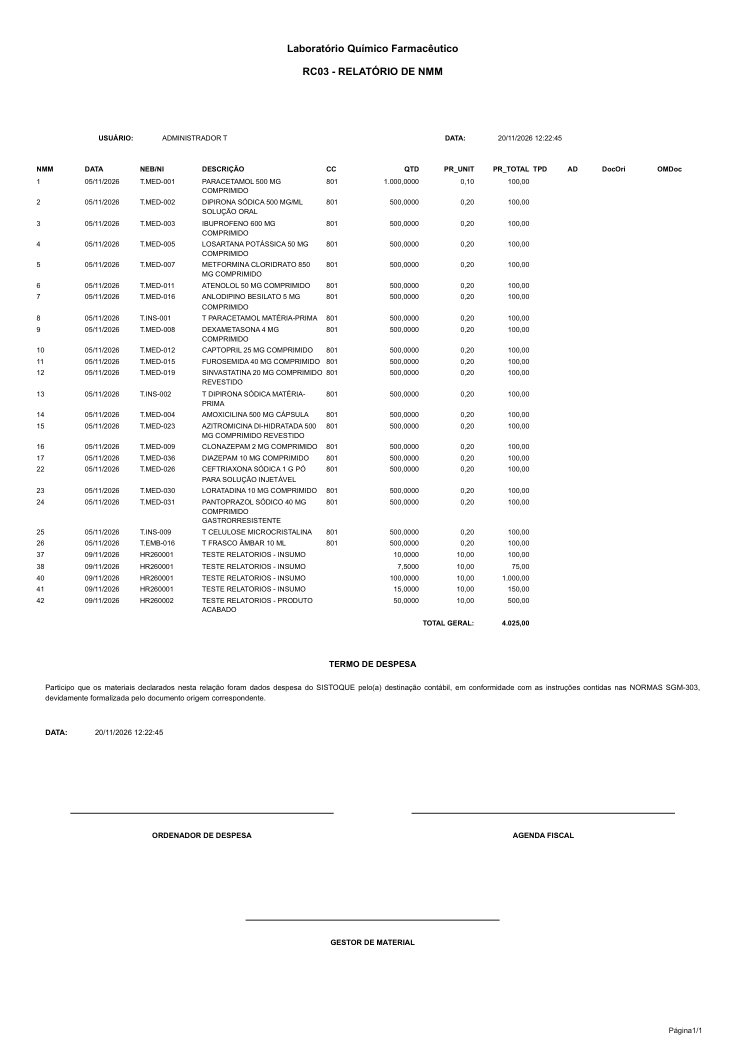 Laboratório Químico Farmacêutico
RC03 - RELATÓRIO DE NMM
USUÁRIO: ADMINISTRADOR T DATA: 20/11/2026 12:22:45
NMM DATA NEB/NI DESCRIÇÃO CC QTD PR_UNIT PR_TOTAL TPD AD DocOri OMDoc
1 05/11/2026 T.MED-001 PARACETAMOL 500 MG 801 1.000,0000 0,10 100,00
COMPRIMIDO
2 05/11/2026 T.MED-002 DIPIRONA SÓDICA 500 MG/ML 801 500,0000 0,20 100,00
SOLUÇÃO ORAL
3 05/11/2026 T.MED-003 IBUPROFENO 600 MG 801 500,0000 0,20 100,00
COMPRIMIDO
4 05/11/2026 T.MED-005 LOSARTANA POTÁSSICA 50 MG 801 500,0000 0,20 100,00
COMPRIMIDO
5 05/11/2026 T.MED-007 METFORMINA CLORIDRATO 850 801 500,0000 0,20 100,00
MG COMPRIMIDO
6 05/11/2026 T.MED-011 ATENOLOL 50 MG COMPRIMIDO 801 500,0000 0,20 100,00
7 05/11/2026 T.MED-016 ANLODIPINO BESILATO 5 MG 801 500,0000 0,20 100,00
COMPRIMIDO
8 05/11/2026 T.INS-001 T PARACETAMOL MATÉRIA-PRIMA 801 500,0000 0,20 100,00
9 05/11/2026 T.MED-008 DEXAMETASONA 4 MG 801 500,0000 0,20 100,00
COMPRIMIDO
10 05/11/2026 T.MED-012 CAPTOPRIL 25 MG COMPRIMIDO 801 500,0000 0,20 100,00
11 05/11/2026 T.MED-015 FUROSEMIDA 40 MG COMPRIMIDO 801 500,0000 0,20 100,00
12 05/11/2026 T.MED-019 SINVASTATINA 20 MG COMPRIMIDO 801 500,0000 0,20 100,00
REVESTIDO
13 05/11/2026 T.INS-002 T DIPIRONA SÓDICA MATÉRIA- 801 500,0000 0,20 100,00
PRIMA
14 05/11/2026 T.MED-004 AMOXICILINA 500 MG CÁPSULA 801 500,0000 0,20 100,00
15 05/11/2026 T.MED-023 AZITROMICINA DI-HIDRATADA 500 801 500,0000 0,20 100,00
MG COMPRIMIDO REVESTIDO
16 05/11/2026 T.MED-009 CLONAZEPAM 2 MG COMPRIMIDO 801 500,0000 0,20 100,00
17 05/11/2026 T.MED-036 DIAZEPAM 10 MG COMPRIMIDO 801 500,0000 0,20 100,00
22 05/11/2026 T.MED-026 CEFTRIAXONA SÓDICA 1 G PÓ 801 500,0000 0,20 100,00
PARA SOLUÇÃO INJETÁVEL
23 05/11/2026 T.MED-030 LORATADINA 10 MG COMPRIMIDO 801 500,0000 0,20 100,00
24 05/11/2026 T.MED-031 PANTOPRAZOL SÓDICO 40 MG 801 500,0000 0,20 100,00
COMPRIMIDO
GASTRORRESISTENTE
25 05/11/2026 T.INS-009 T CELULOSE MICROCRISTALINA 801 500,0000 0,20 100,00
26 05/11/2026 T.EMB-016 T FRASCO ÂMBAR 10 ML 801 500,0000 0,20 100,00
37 09/11/2026 HR260001 TESTE RELATORIOS - INSUMO 10,0000 10,00 100,00
38 09/11/2026 HR260001 TESTE RELATORIOS - INSUMO 7,5000 10,00 75,00
40 09/11/2026 HR260001 TESTE RELATORIOS - INSUMO 100,0000 10,00 1.000,00
41 09/11/2026 HR260001 TESTE RELATORIOS - INSUMO 15,0000 10,00 150,00
42 09/11/2026 HR260002 TESTE RELATORIOS - PRODUTO 50,0000 10,00 500,00
ACABADO
TOTAL GERAL: 4.025,00
TERMO DE DESPESA
Participo que os materiais declarados nesta relação foram dados despesa do SISTOQUE pelo(a) destinação contábil, em conformidade com as instruções contidas nas NORMAS SGM-303,
devidamente formalizada pelo documento origem correspondente.
DATA: 20/11/2026 12:22:45
ORDENADOR DE DESPESA AGENDA FISCAL
GESTOR DE MATERIAL
Página1/1